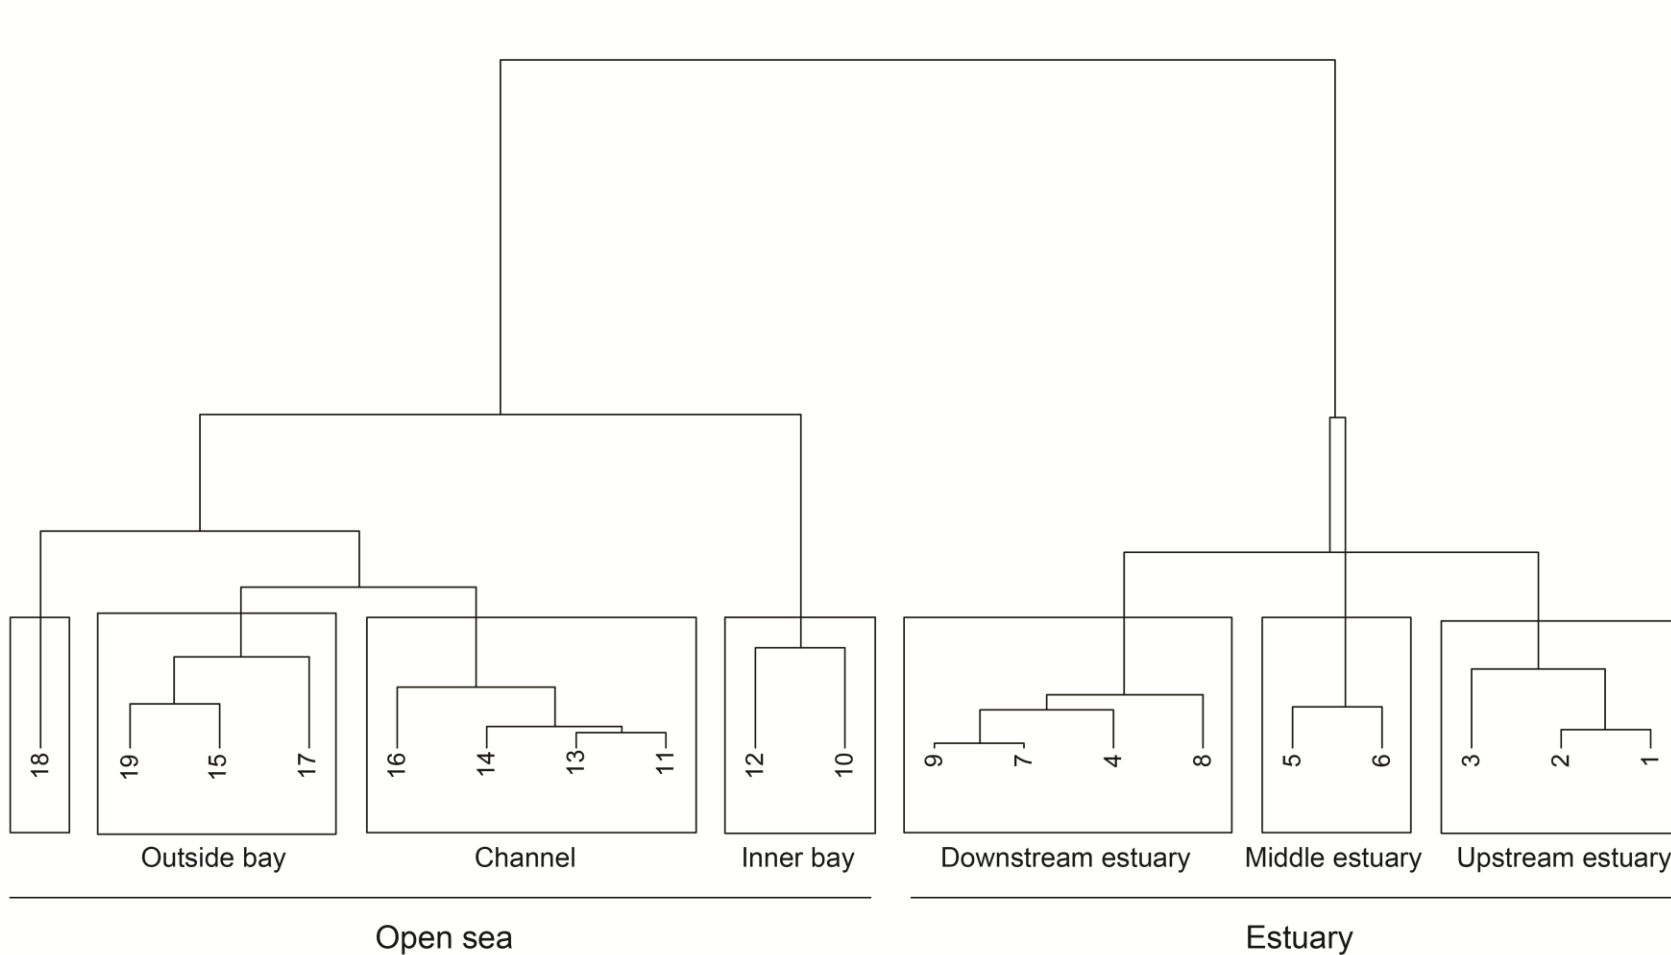 18 19 15 17 16 14 13 11 12 10 9 7 4 8 5 6 3 2 1
Outside bay Channel Inner bay Downstream estuary Middle estuary Upstream estuary
Open sea Estuary